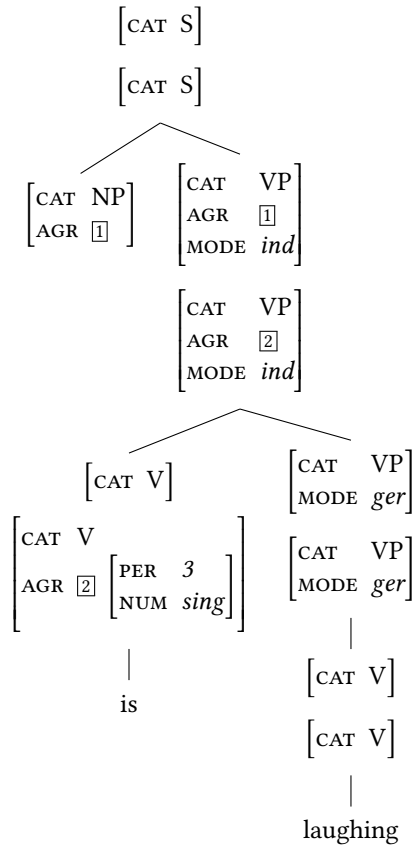 [CAT S]
[CAT S]
[CAT NP
AGR 1]
[CAT VP
AGR 1
MODE ind]
[CAT VP
AGR 2
MODE ind]
[CAT V]
[CAT VP
MODE ger]
[CAT V
AGR 2 [PER 3
NUM sing]]
[CAT VP
MODE ger]
is
[CAT V]
[CAT V]
laughing